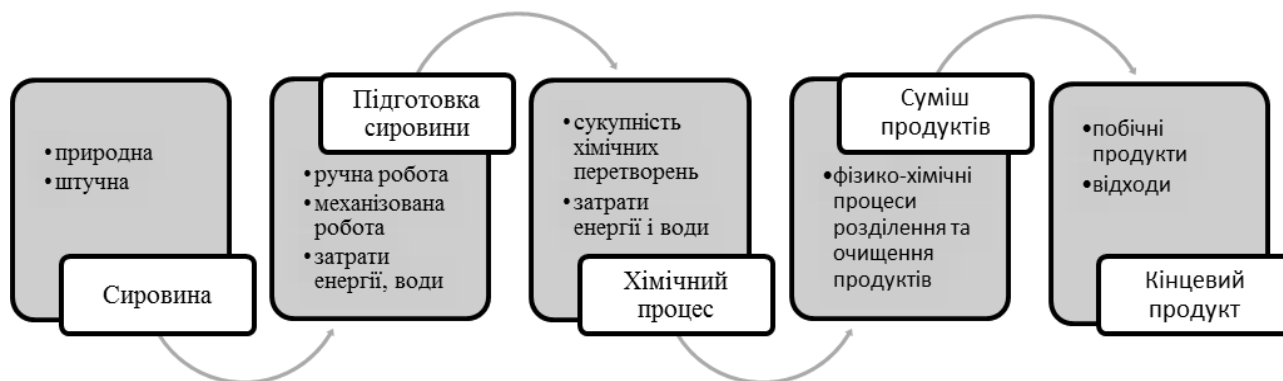 • природна
• штучна
Сировина
Підготовка
сировини
• ручна робота
• механізована
робота
• затрати
енергії, води
• сукупність
хімічних
перетворень
• затрати
енергії і води
Хімічний
процес
Суміш
продуктів
• фізико-хімічні
процеси
розділення та
очищення
продуктів
• побічні
продукти
• відходи
Кінцевий
продукт